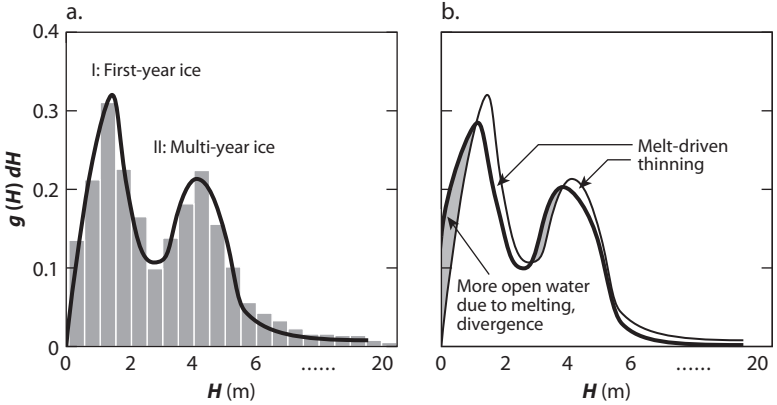 a.
b.
0.4
0.3
0.2
0.1
0
g (H) dH
I: First-year ice
II: Multi-year ice
0 2 4 6 ...... 20
H (m)
Melt-driven
thinning
More open water
due to melting,
divergence
0 2 4 6 ...... 20
H (m)